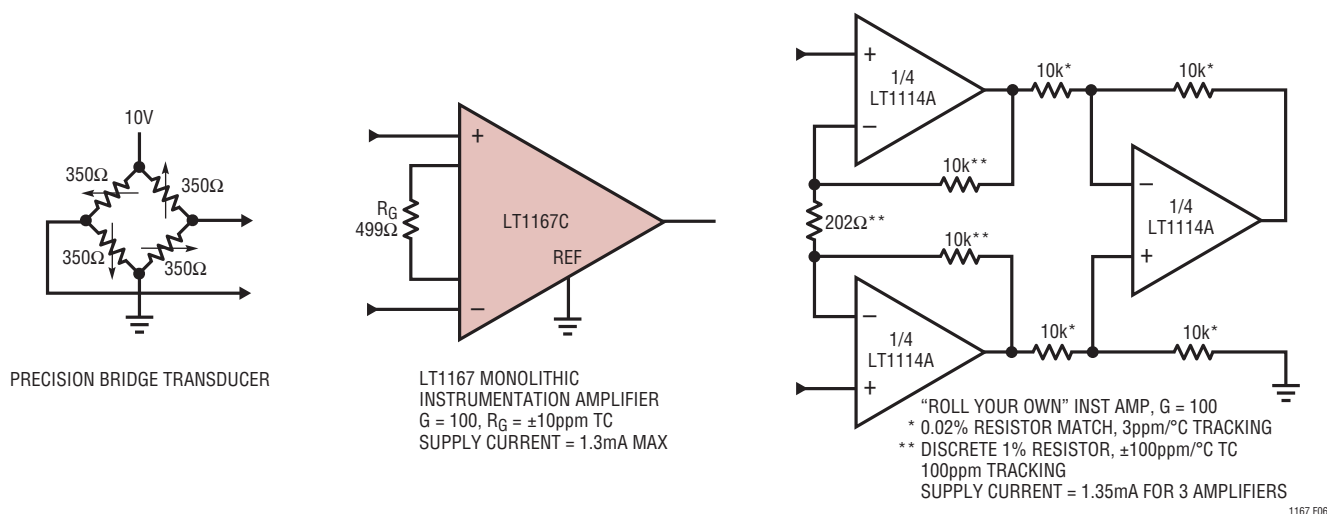 10V
350Ω
350Ω
350Ω
350Ω
PRECISION BRIDGE TRANSDUCER
+
RG
499Ω
LT1167C
REF
–
LT1167 MONOLITHIC
INSTRUMENTATION AMPLIFIER
G = 100, RG = ±10ppm TC
SUPPLY CURRENT = 1.3mA MAX
+
1/4
LT1114A
–
10k*
10k*
10k**
202Ω**
10k**
–
1/4
LT1114A
+
–
1/4
LT1114A
+
10k*
10k*
“ROLL YOUR OWN” INST AMP, G = 100
* 0.02% RESISTOR MATCH, 3ppm/°C TRACKING
** DISCRETE 1% RESISTOR, ±100ppm/°C TC
100ppm TRACKING
SUPPLY CURRENT = 1.35mA FOR 3 AMPLIFIERS
1167 F06